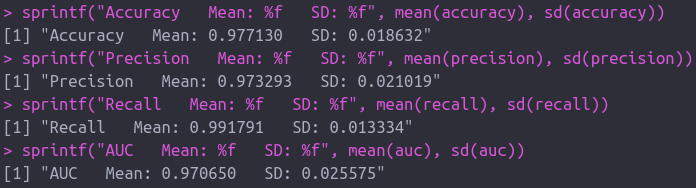 > sprintf("Accuracy   Mean: %f   SD: %f", mean(accuracy), sd(accuracy))
[1] "Accuracy   Mean: 0.977130   SD: 0.018632"
> sprintf("Precision   Mean: %f   SD: %f", mean(precision), sd(precision))
[1] "Precision   Mean: 0.973293   SD: 0.021019"
> sprintf("Recall   Mean: %f   SD: %f", mean(recall), sd(recall))
[1] "Recall   Mean: 0.991791   SD: 0.013334"
> sprintf("AUC   Mean: %f   SD: %f", mean(auc), sd(auc))
[1] "AUC   Mean: 0.970650   SD: 0.025575"